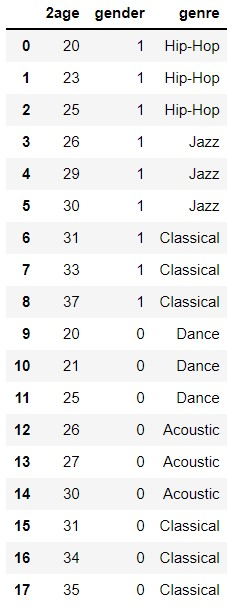 2age gender genre
0 20 1 Hip-Hop
1 23 1 Hip-Hop
2 25 1 Hip-Hop
3 26 1 Jazz
4 29 1 Jazz
5 30 1 Jazz
6 31 1 Classical
7 33 1 Classical
8 37 1 Classical
9 20 0 Dance
10 21 0 Dance
11 25 0 Dance
12 26 0 Acoustic
13 27 0 Acoustic
14 30 0 Acoustic
15 31 0 Classical
16 34 0 Classical
17 35 0 Classical